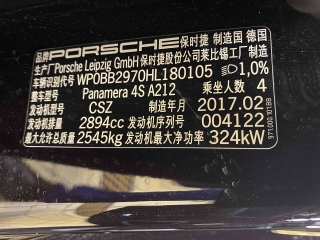 品牌 PORSCHE 保时捷 制造国 德国
生产厂 Porsche Leipzig GmbH 保时捷股份公司莱比锡工厂制造
车辆识别代号 WP0BB2970HL180105 1,0%
车辆型号 Panamera 4S A212 乘坐人数 4
发动机型号 CSZ 制造年月 2017.02
发动机排量 2894cc 发动机序列号 004122
最大允许总质量 2545kg 发动机最大净功率 324kW